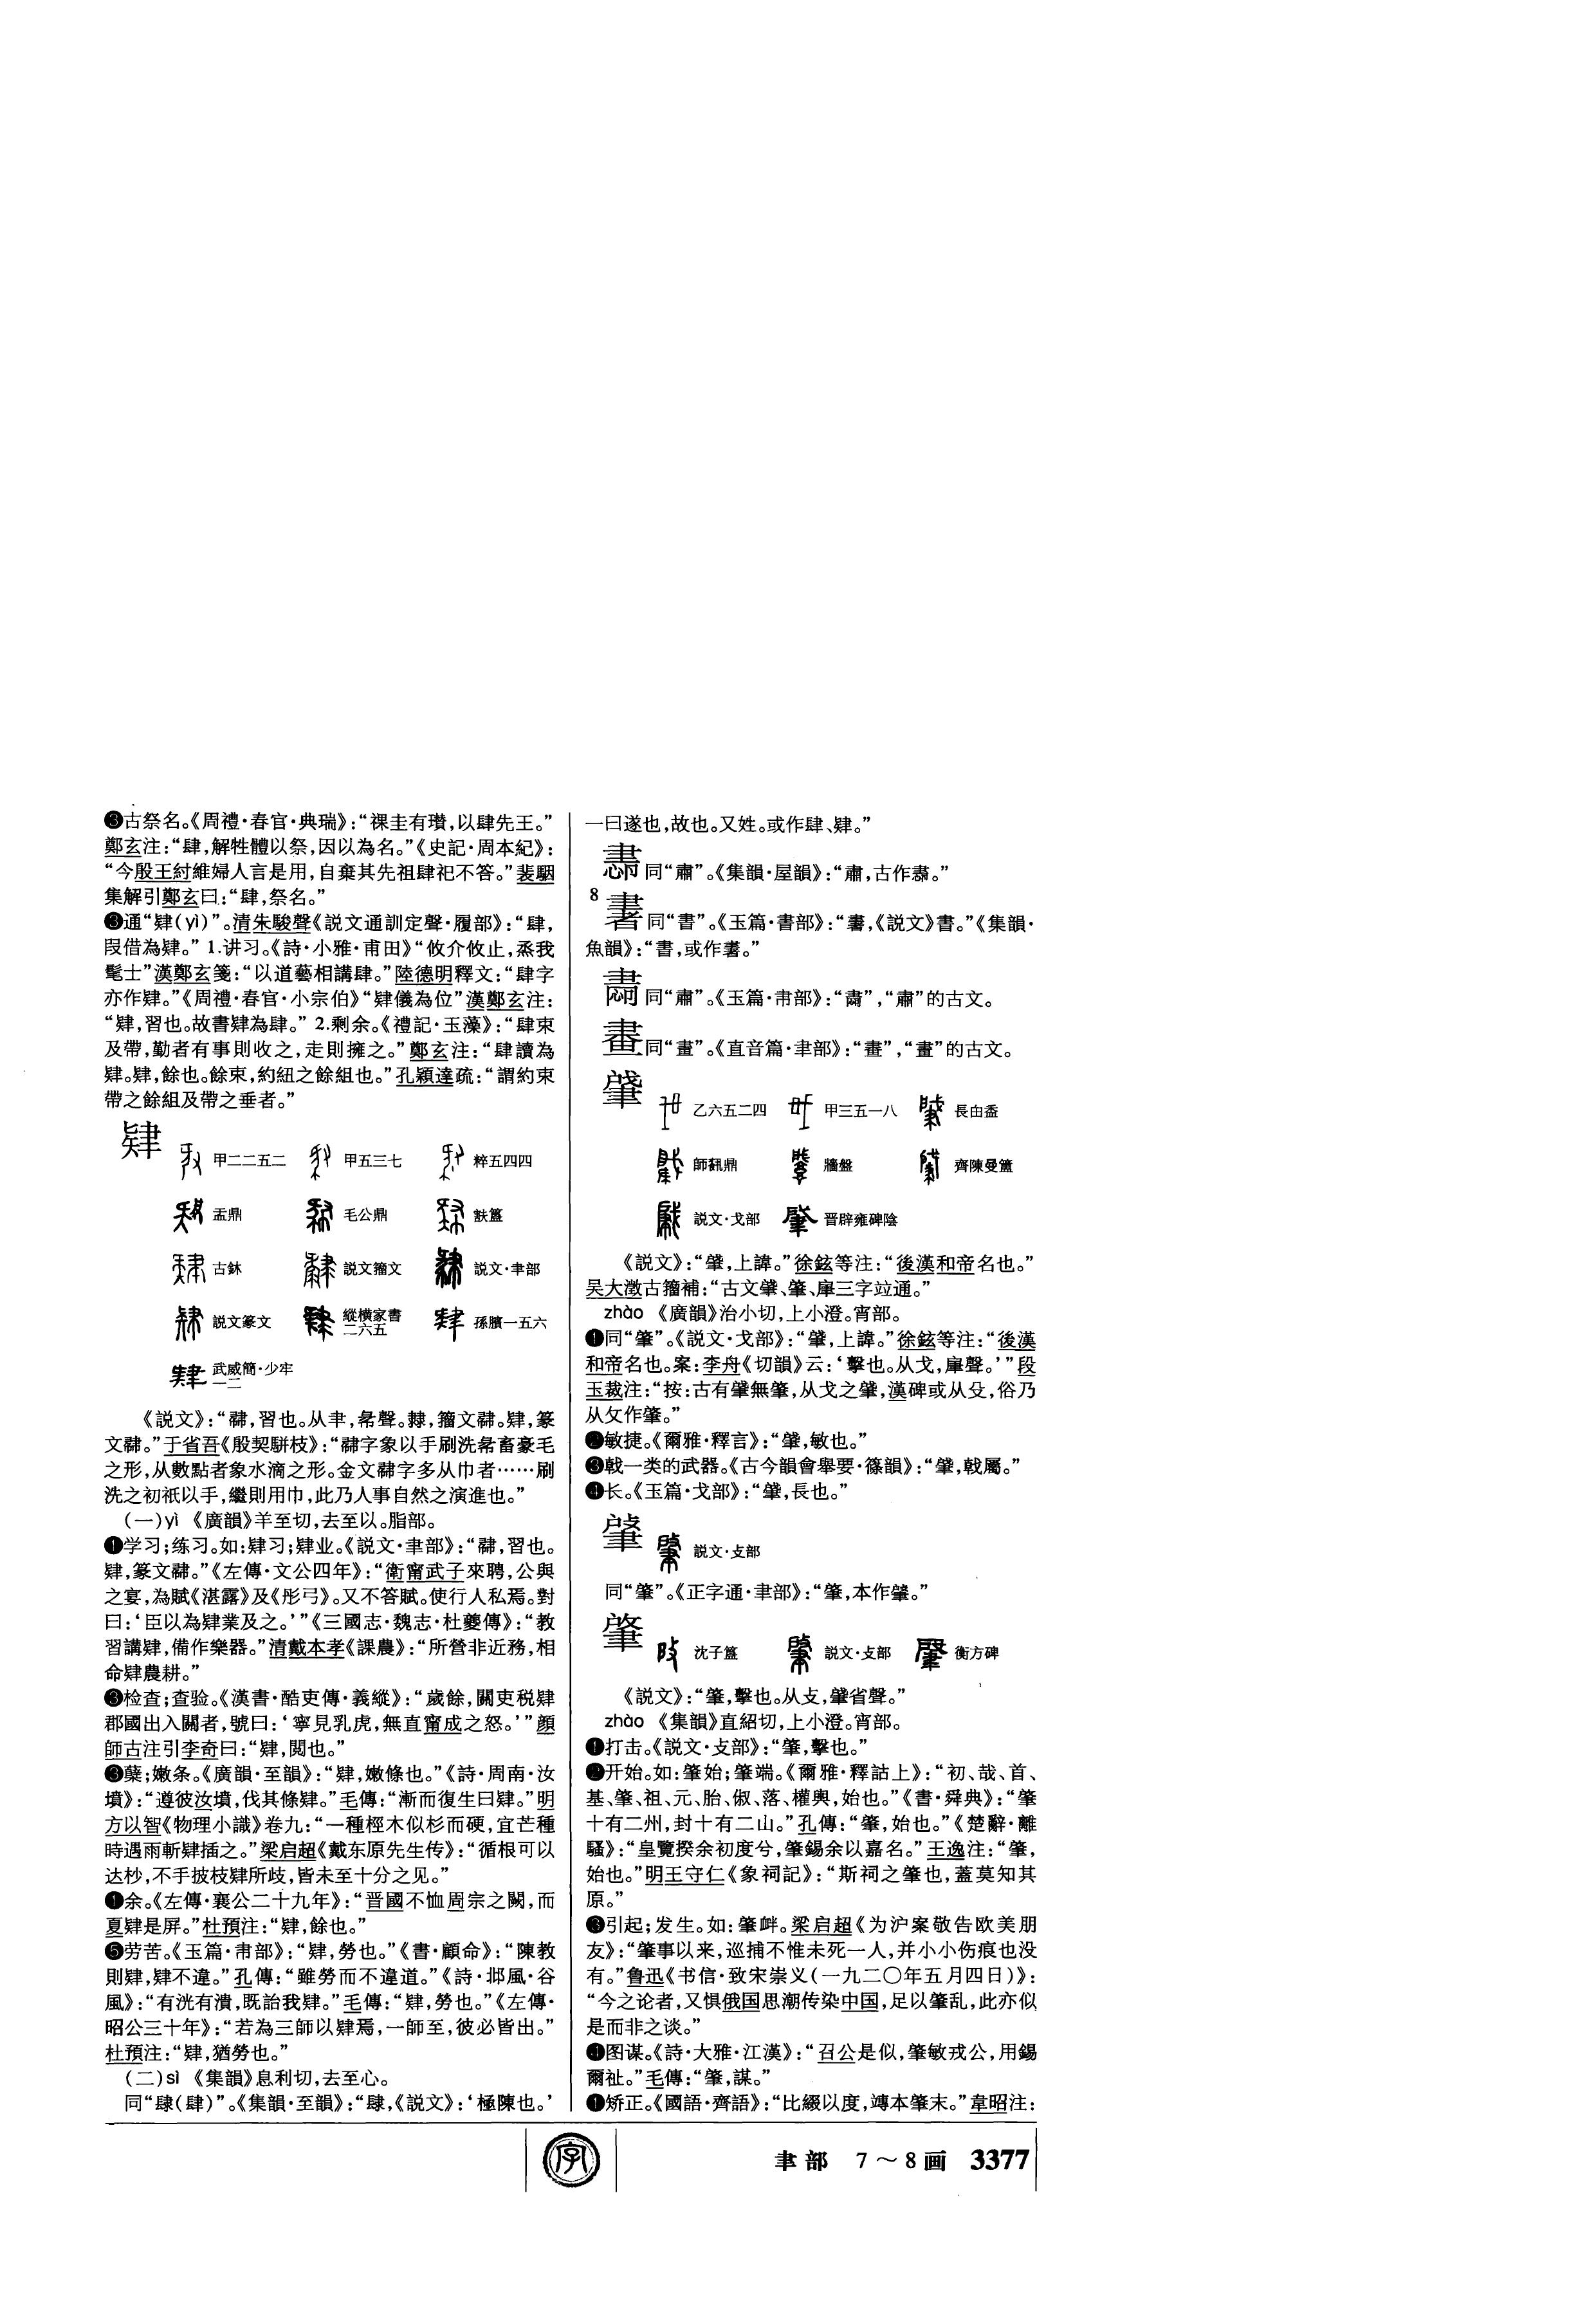 ❸古祭名。《周禮·春官·典瑞》：“祼圭有瓚，以肆先王。”
鄭玄注：“肆，解牲體以祭，因以為名。”《史記·周本紀》：
“今殷王紂維婦人言是用，自棄其先祖肆祀不答。”裴駰
集解引鄭玄曰：“肆，祭名。”
❸通“肄(yì)”。清朱駿聲《説文通訓定聲·履部》：“肆，
叚借為肄。” 1.讲习。《詩·小雅·甫田》“攸介攸止，烝我
髦士”漢鄭玄箋：“以道藝相講肆。”陸德明釋文：“肆字
亦作肄。”《周禮·春官·小宗伯》“肄儀為位”漢鄭玄注：
“肄，習也。故書肄為肆。” 2.剩余。《禮記·玉藻》：“肆束
及帶，勤者有事則收之，走則擁之。”鄭玄注：“肆讀為
肄。肄，餘也。餘束，約紐之餘組也。”孔穎達疏：“謂約束
帶之餘組及帶之垂者。”
肄
甲二二五二 甲五三七 粹五四四
盂鼎 毛公鼎 㝬簋
古鉥 説文籀文 説文·𦘒部
説文篆文 縱横家書二六五 孫臏一五六
武威簡·少牢一二
《説文》：“𦘞，習也。从𦘒，㣇聲。𨽸，籀文𦘞。肄，篆
文𦘞。”于省吾《殷契駢枝》：“𦘞字象以手刷洗㣇畜豪毛
之形，从數點者象水滴之形。金文𦘞字多从巾者……刷
洗之初祇以手，繼則用巾，此乃人事自然之演進也。”
(一)yì 《廣韻》羊至切，去至以。脂部。
❶学习；练习。如：肄习；肄业。《説文·𦘒部》：“𦘞，習也。
肄，篆文𦘞。”《左傳·文公四年》：“衛甯武子來聘，公與
之宴，為賦《湛露》及《彤弓》。又不答賦。使行人私焉。對
曰：‘臣以為肄業及之。’”《三國志·魏志·杜夔傳》：“教
習講肄，備作樂器。”清戴本孝《課農》：“所營非近務，相
命肄農耕。”
❸检查；查验。《漢書·酷吏傳·義縱》：“歲餘，關吏税肄
郡國出入關者，號曰：‘寧見乳虎，無直甯成之怒。’”顔
師古注引李奇曰：“肄，閲也。”
❸蘖；嫩条。《廣韻·至韻》：“肄，嫩條也。”《詩·周南·汝
墳》：“遵彼汝墳，伐其條肄。”毛傳：“漸而復生曰肄。”明
方以智《物理小識》卷九：“一種桱木似杉而硬，宜芒種
時遇雨斬肄插之。”梁启超《戴东原先生传》：“循根可以
达杪，不手披枝肄所歧，皆未至十分之见。”
❶余。《左傳·襄公二十九年》：“晋國不恤周宗之闕，而
夏肄是屏。”杜預注：“肄，餘也。”
❺劳苦。《玉篇·𦘒部》：“肄，勞也。”《書·顧命》：“陳教
則肄，肄不違。”孔傳：“雖勞而不違道。”《詩·邶風·谷
風》：“有洸有潰，既詒我肄。”毛傳：“肄，勞也。”《左傳·
昭公三十年》：“若為三師以肄焉，一師至，彼必皆出。”
杜預注：“肄，猶勞也。”
(二)sì 《集韻》息利切，去至心。
同“𨽶(肆)”。《集韻·至韻》：“𨽶，《説文》：‘極陳也。’
一曰遂也，故也。又姓。或作肆、肄。”
同“肅”。《集韻·屋韻》：“肅，古作𢙽。”
8
同“書”。《玉篇·書部》：“𦘠，《説文》書。”《集韻·
魚韻》：“書，或作𦘠。”
同“肅”。《玉篇·𦘒部》：“𦘡”，“肅”的古文。
畫同“畫”。《直音篇·聿部》：“𦘕”，“畫”的古文。
肈
乙六五二四 甲三五一八 長由盉
師𩛥鼎 牆盤 齊陳曼簠
説文·戈部 晋辟雍碑陰
《説文》：“肈，上諱。”徐鉉等注：“後漢和帝名也。”
吴大澂古籀補：“古文肈、肇、肁三字竝通。”
zhào 《廣韻》治小切，上小澄。宵部。
❶同“肇”。《説文·戈部》：“肈，上諱。”徐鉉等注：“後漢
和帝名也。案：李舟《切韻》云：‘擊也。从戈，肁聲。’”段
玉裁注：“按：古有肈無肇，从戈之肈，漢碑或从殳，俗乃
从攵作肇。”
❷敏捷。《爾雅·釋言》：“肈，敏也。”
❸戟一类的武器。《古今韻會舉要·篠韻》：“肈，戟屬。”
❹长。《玉篇·戈部》：“肈，長也。”
説文·攴部
同“肇”。《正字通·聿部》：“肇，本作肇。”
肇
沈子簋 説文·攴部 衡方碑
《説文》：“肇，擊也。从攴，肈省聲。”
zhào 《集韻》直紹切，上小澄。宵部。
❶打击。《説文·攴部》：“肇，擊也。”
❷开始。如：肇始；肇端。《爾雅·釋詁上》：“初、哉、首、
基、肇、祖、元、胎、俶、落、權輿，始也。”《書·舜典》：“肇
十有二州，封十有二山。”孔傳：“肇，始也。”《楚辭·離
騷》：“皇覽揆余初度兮，肇錫余以嘉名。”王逸注：“肇，
始也。”明王守仁《象祠記》：“斯祠之肇也，蓋莫知其
原。”
❸引起；发生。如：肇衅。梁启超《为沪案敬告欧美朋
友》：“肇事以来，巡捕不惟未死一人，并小小伤痕也没
有。”鲁迅《书信·致宋崇义(一九二〇年五月四日)》：
“今之论者，又惧俄国思潮传染中国，足以肇乱，此亦似
是而非之谈。”
❹图谋。《詩·大雅·江漢》：“召公是似，肇敏戎公，用錫
爾祉。”毛傳：“肇，謀。”
❶矫正。《國語·齊語》：“比綴以度，竱本肇末。”韋昭注：
字
聿部 7～8画 3377